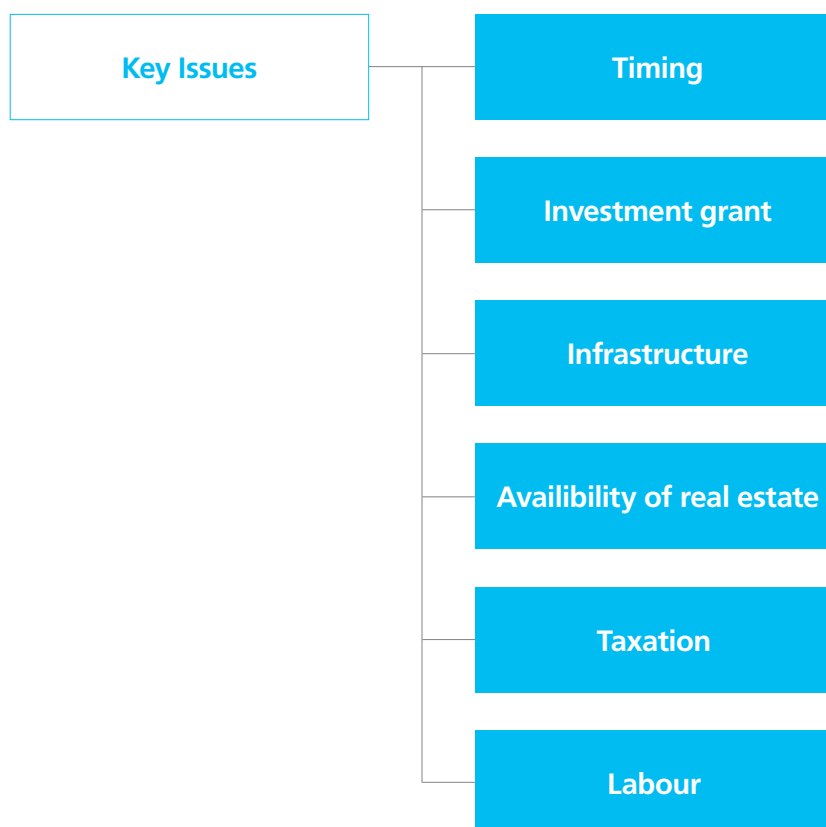 Key Issues
Timing
Investment grant
Infrastructure
Availibility of real estate
Taxation
Labour